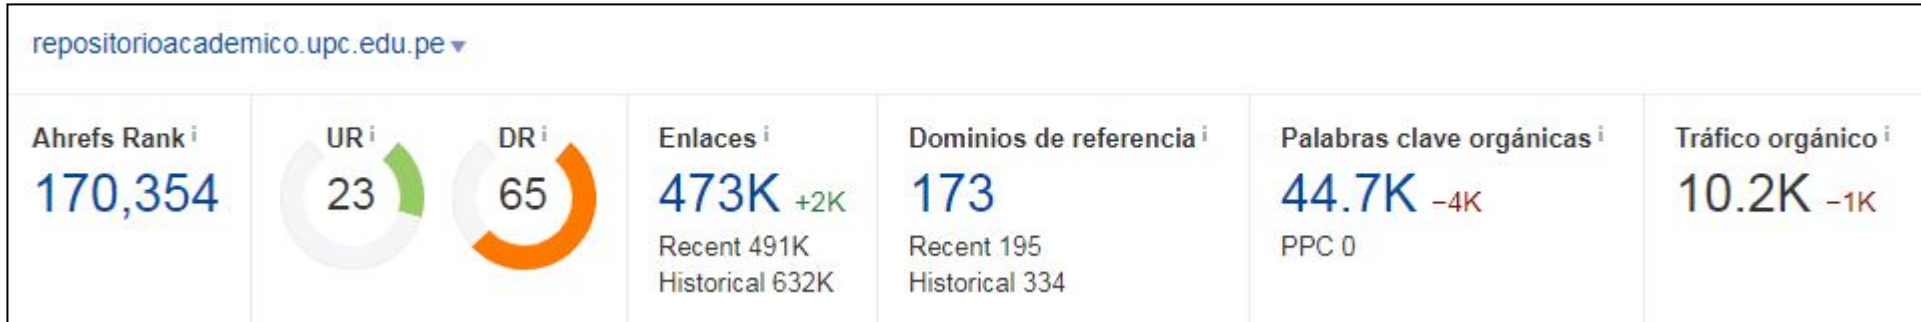 repositorioacademico.upc.edu.pe
Ahrefs Rank i
170,354
UR i
23
DR i
65
Enlaces i
473K +2K
Recent 491K
Historical 632K
Dominios de referencia i
173
Recent 195
Historical 334
Palabras clave orgánicas i
44.7K −4K
PPC 0
Tráfico orgánico i
10.2K −1K